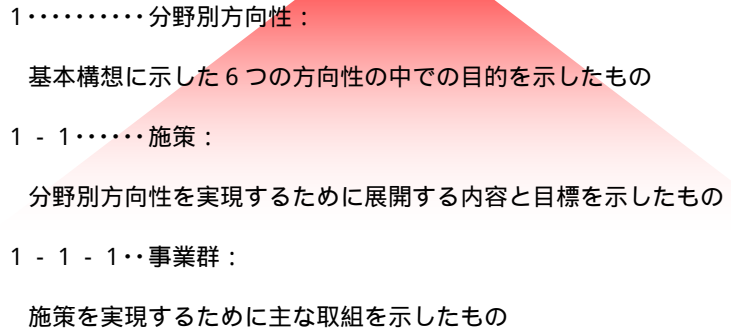 1・・・・・・・・・・分野別方向性：
基本構想に示した６つの方向性の中での目的を示したもの
1 - 1・・・・・・施策：
分野別方向性を実現するために展開する内容と目標を示したもの
1 - 1 - 1・・事業群：
施策を実現するために主な取組を示したもの